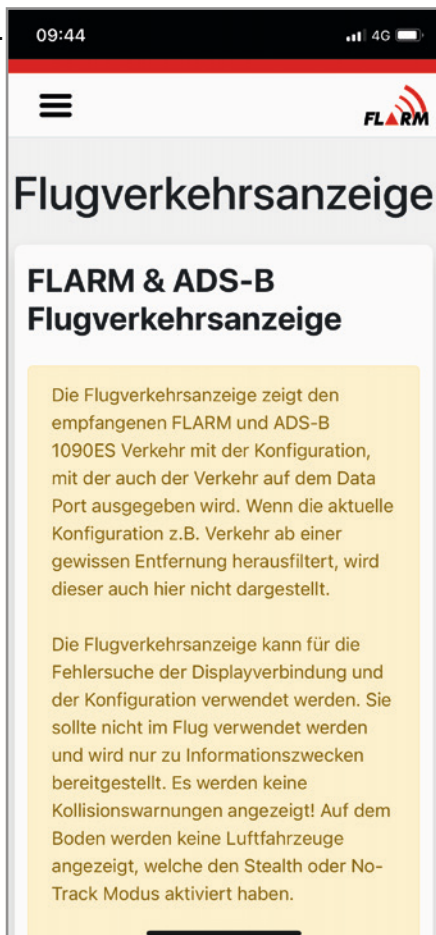 09:44
4G
FLARM
Flugverkehrsanzeige
FLARM & ADS-B
Flugverkehrsanzeige
Die Flugverkehrsanzeige zeigt den
empfangenen FLARM und ADS-B
1090ES Verkehr mit der Konfiguration,
mit der auch der Verkehr auf dem Data
Port ausgegeben wird. Wenn die aktuelle
Konfiguration z.B. Verkehr ab einer
gewissen Entfernung herausfiltert, wird
dieser auch hier nicht dargestellt.
Die Flugverkehrsanzeige kann für die
Fehlersuche der Displayverbindung und
der Konfiguration verwendet werden. Sie
sollte nicht im Flug verwendet werden
und wird nur zu Informationszwecken
bereitgestellt. Es werden keine
Kollisionswarnungen angezeigt! Auf dem
Boden werden keine Luftfahrzeuge
angezeigt, welche den Stealth oder No-
Track Modus aktiviert haben.